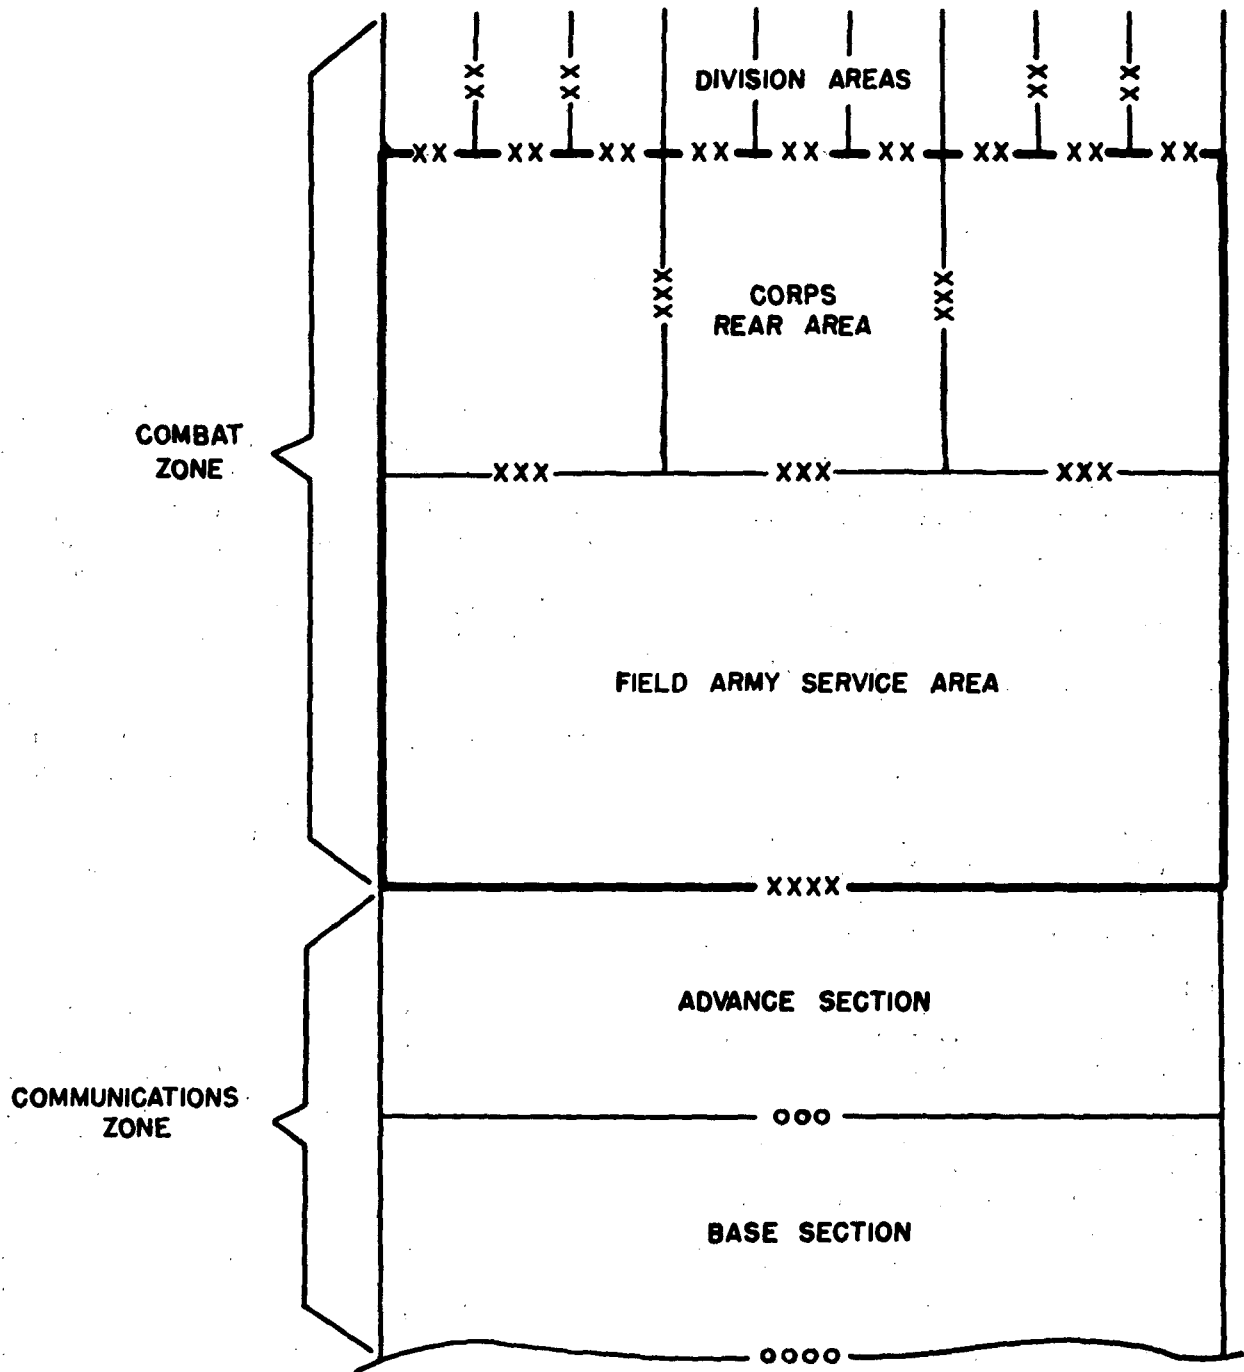 DIVISION AREAS
XX XX XX XX
XX XX XX XX XX XX XX XX XX
XXX XXX
CORPS
REAR AREA
COMBAT
ZONE
XXX XXX XXX
FIELD ARMY SERVICE AREA
XXXX
ADVANCE SECTION
COMMUNICATIONS
ZONE
OOO
BASE SECTION
OOOO